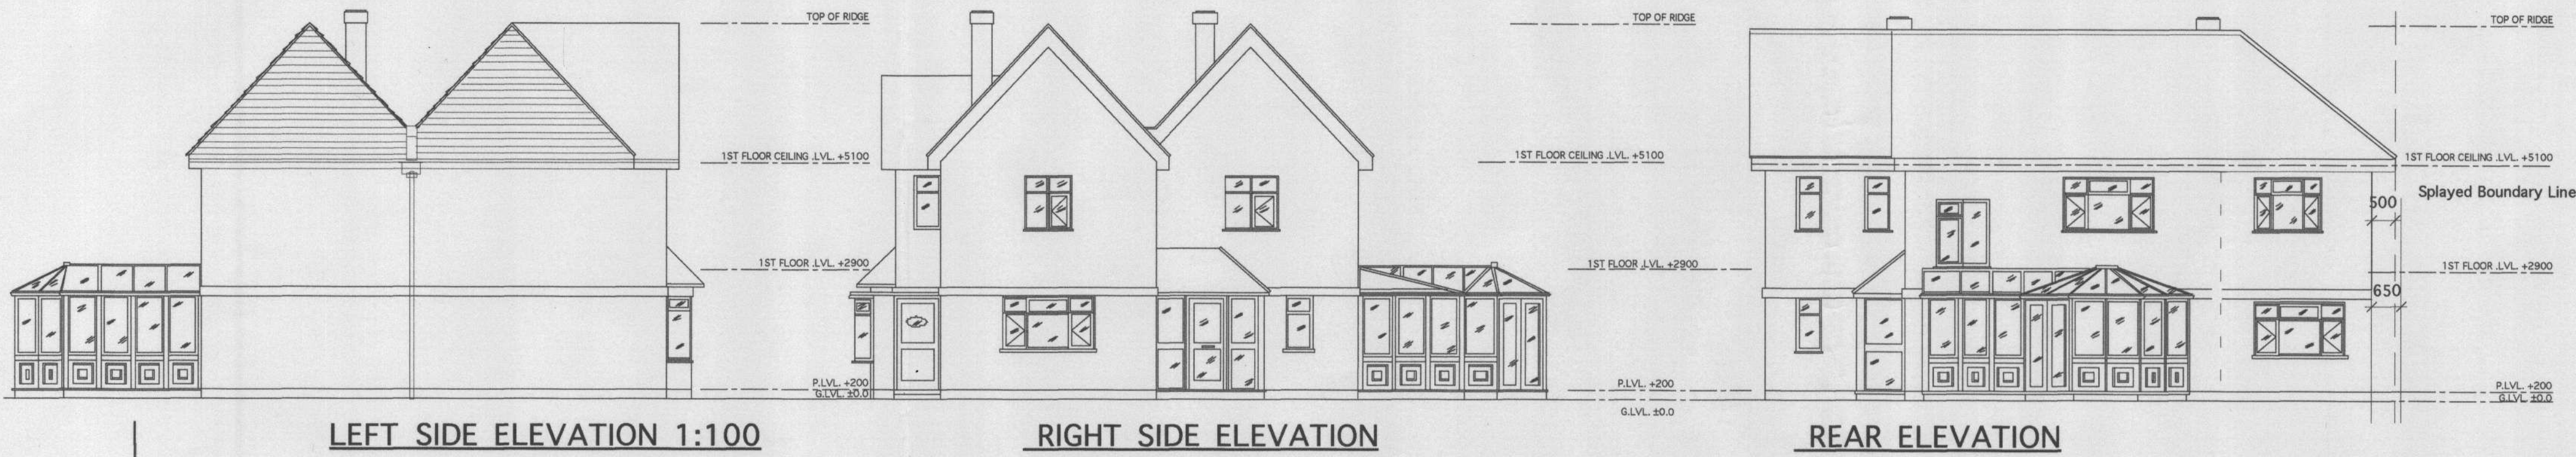 TOP OF RIDGE
1ST FLOOR CEILING .LVL. +5100
1ST FLOOR .LVL. +2900
P.LVL. +200
G.LVL. ±0.0
LEFT SIDE ELEVATION 1:100
TOP OF RIDGE
1ST FLOOR CEILING .LVL. +5100
1ST FLOOR .LVL. +2900
P.LVL. +200
G.LVL. ±0.0
RIGHT SIDE ELEVATION
TOP OF RIDGE
1ST FLOOR CEILING .LVL. +5100
Splayed Boundary Line
500
1ST FLOOR .LVL. +2900
650
P.LVL. +200
G.LVL. ±0.0
REAR ELEVATION